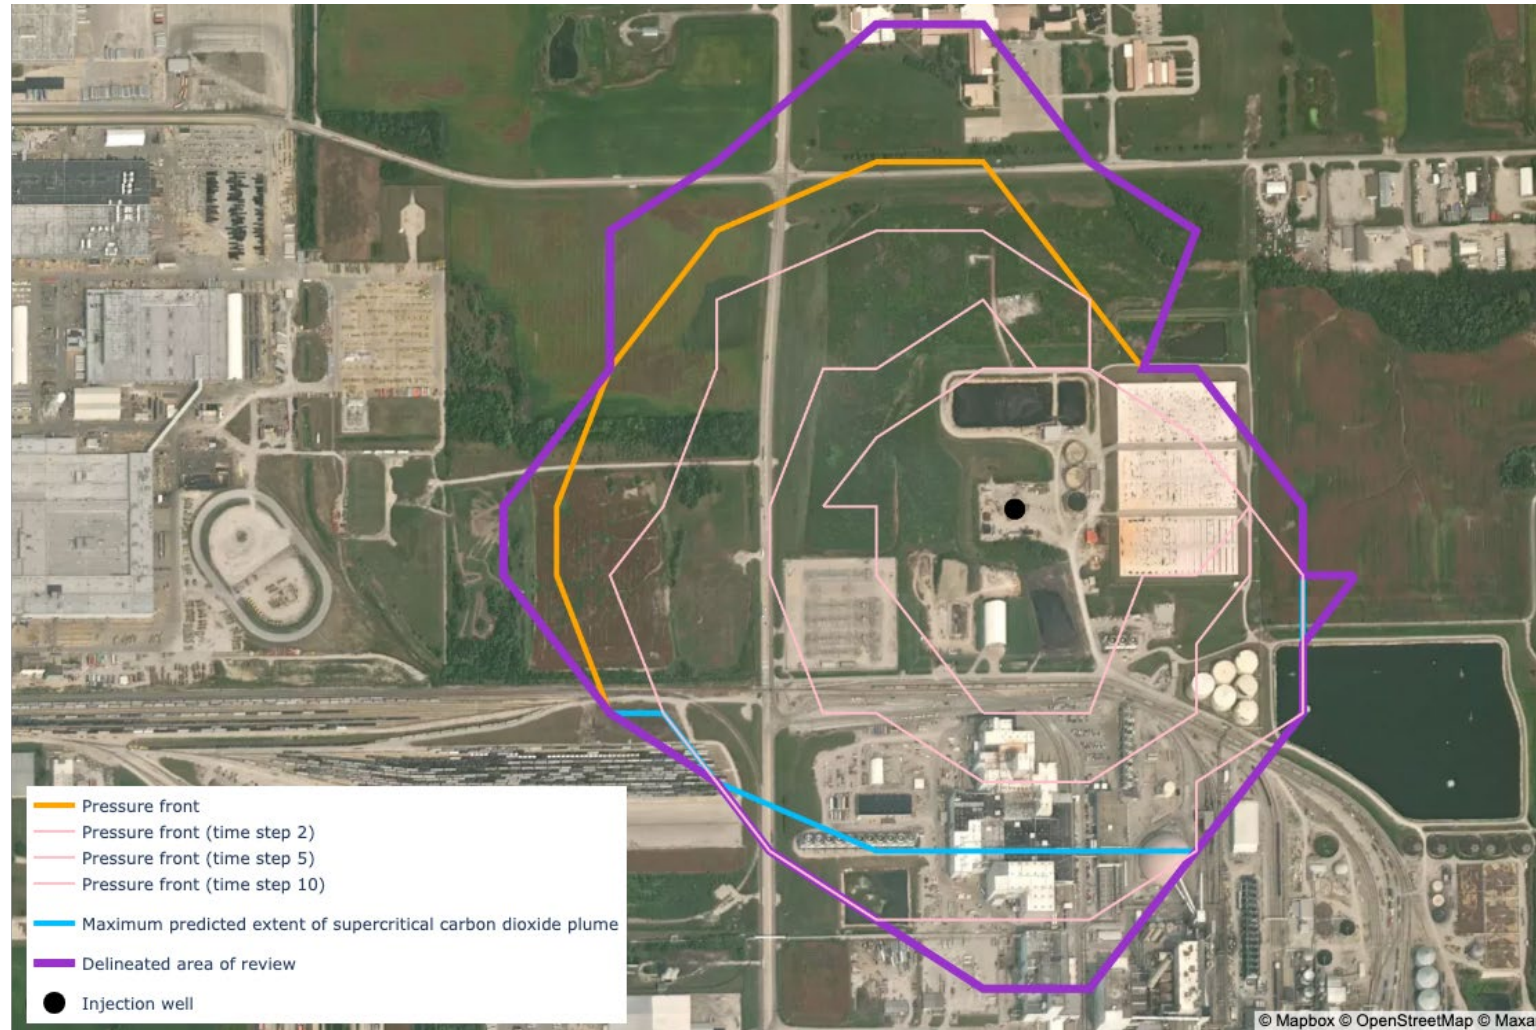 Pressure front
Pressure front (time step 2)
Pressure front (time step 5)
Pressure front (time step 10)
Maximum predicted extent of supercritical carbon dioxide plume
Delineated area of review
Injection well
© Mapbox © OpenStreetMap © Maxa